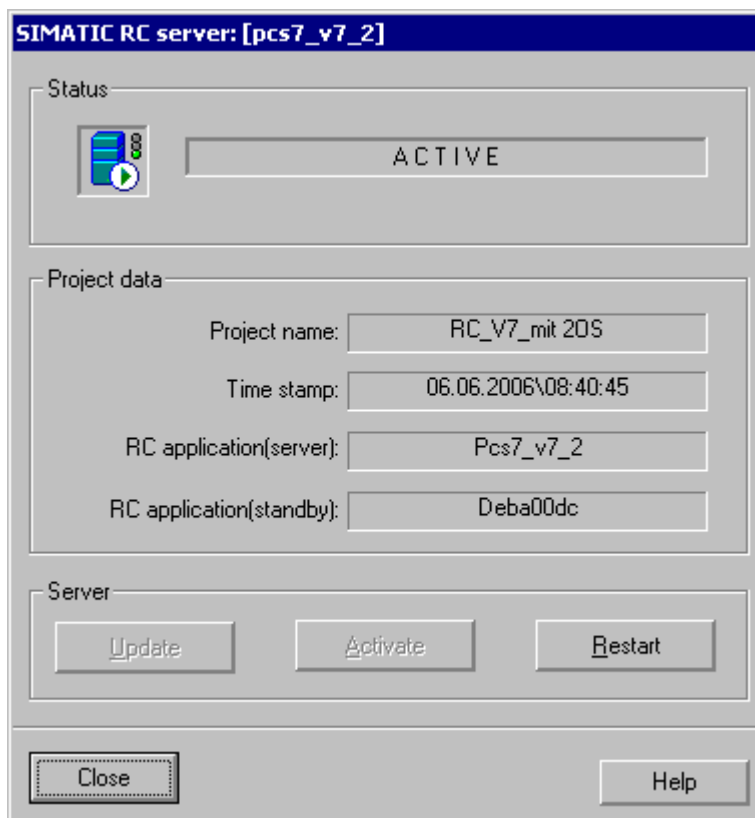 SIMATIC RC server: [pcs7_v7_2]
Status
ACTIVE
Project data
Project name: RC_V7_mit 2OS
Time stamp: 06.06.2006\08:40:45
RC application(server): Pcs7_v7_2
RC application(standby): Deba00dc
Server
Update Activate Restart
Close Help